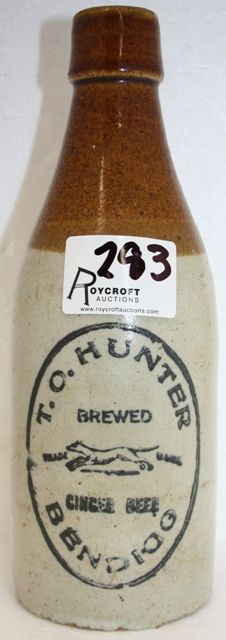 283
ROYCROFT
AUCTIONS
www.roycroftauctions.com
T.O. HUNTER
BREWED
TRADE MARK
GINGER BEER
BENDIGO